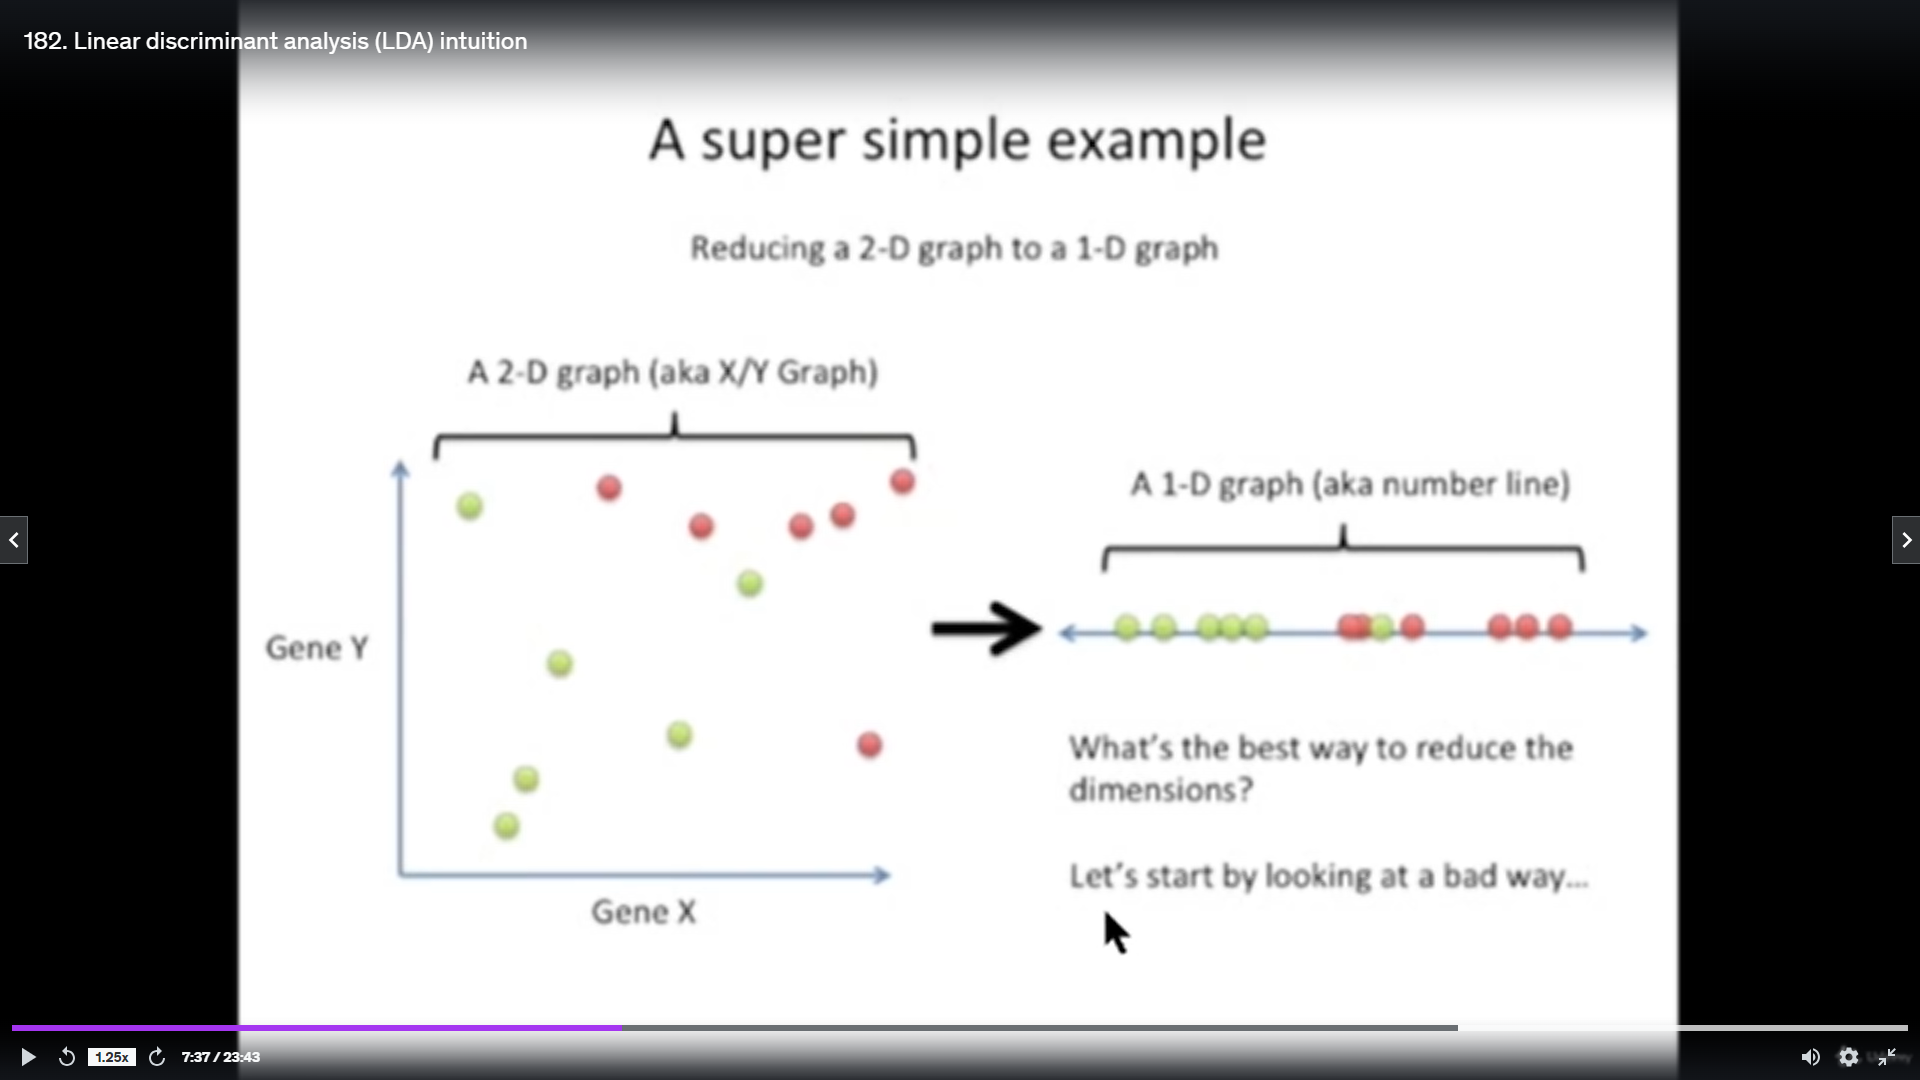 182. Linear discriminant analysis (LDA) intuition
A super simple example
Reducing a 2-D graph to a 1-D graph
A 2-D graph (aka X/Y Graph)
A 1-D graph (aka number line)
Gene Y
What's the best way to reduce the
dimensions?
Let's start by looking at a bad way...
Gene X
1.25x
7:37 / 23:43